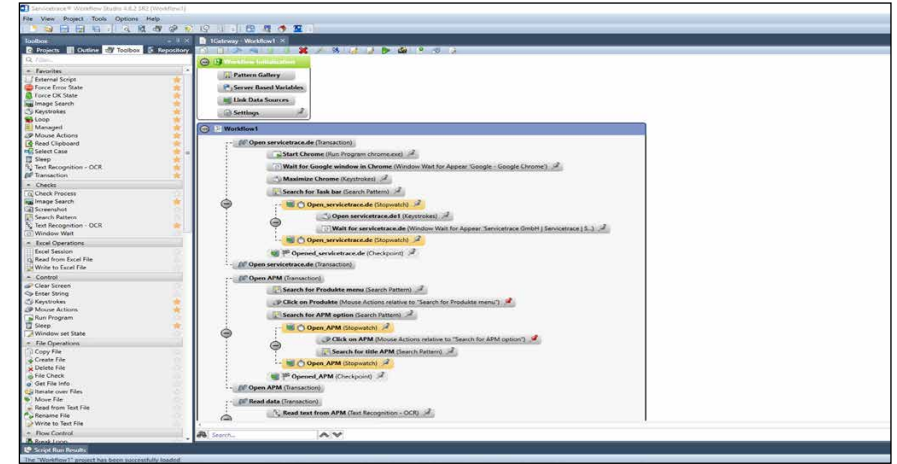 Servicetrace® Workflow Studio 4.8.2 SR2 (Workflow1)
File View Project Tools Options Help
Toolbox
Projects Outline Toolbox Repository
Filter...
Favorites
External Script
Force Error State
Force OK State
Image Search
Keystrokes
Loop
Managed
Mouse Actions
Read Clipboard
Select Case
Sleep
Text Recognition - OCR
Transaction
Checks
Check Process
Image Search
Screenshot
Search Pattern
Text Recognition - OCR
Window Wait
Excel Operations
Excel Session
Read from Excel File
Write to Excel File
Control
Clear Screen
Enter String
Keystrokes
Mouse Actions
Run Program
Sleep
Window set State
File Operations
Copy File
Create File
Delete File
File Check
Get File Info
Iterate over Files
Move File
Read from Text File
Rename File
Write to Text File
Flow Control
Break Loop
1Gateway - Workflow1
Workflow Initialization
Pattern Gallery
Server Based Variables
Link Data Sources
Settings
Workflow1
Open servicetrace.de (Transaction)
Start Chrome (Run Program chrome.exe)
Wait for Google window in Chrome (Window Wait for Appear 'Google - Google Chrome')
Maximize Chrome (Keystrokes)
Search for Task bar (Search Pattern)
Open_servicetrace.de (Stopwatch)
Open servicetrace.de1 (Keystrokes)
Wait for servicetrace.de (Window Wait for Appear 'Servicetrace GmbH | Servicetrace | S...)
Open_servicetrace.de (Stopwatch)
Opened_servicetrace.de (Checkpoint)
Open servicetrace.de (Transaction)
Open APM (Transaction)
Search for Produkte menu (Search Pattern)
Click on Produkte (Mouse Actions relative to "Search for Produkte menu")
Search for APM option (Search Pattern)
Open_APM (Stopwatch)
Click on APM (Mouse Actions relative to "Search for APM option")
Search for title APM (Search Pattern)
Open_APM (Stopwatch)
Opened_APM (Checkpoint)
Open APM (Transaction)
Read data (Transaction)
Read text from APM (Text Recognition - OCR)
Search...
Script Run Results
The "Workflow1" project has been successfully loaded